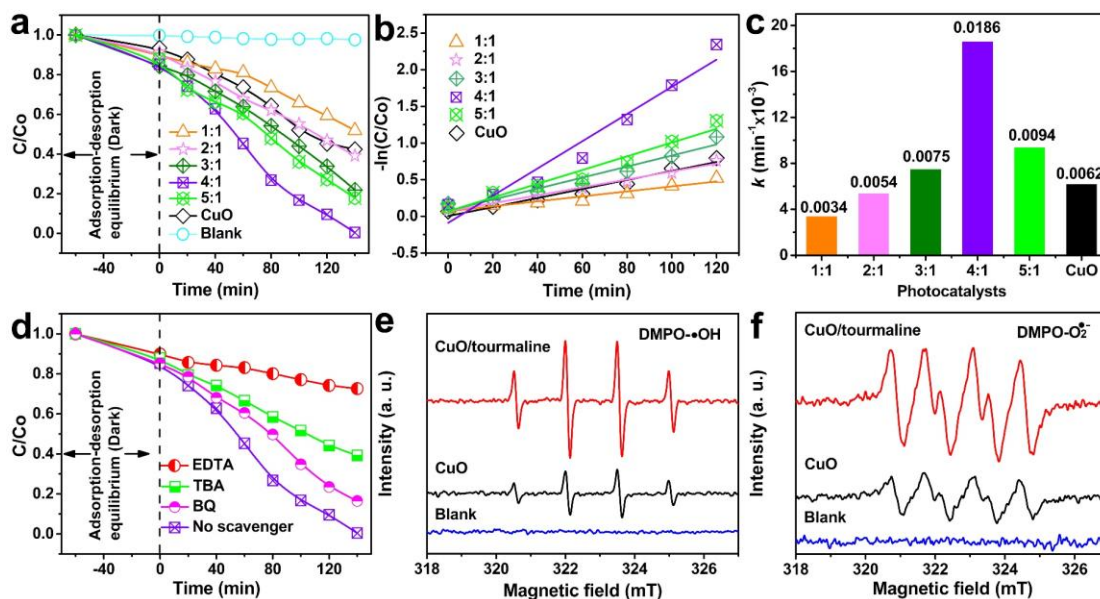 a
C/Co
1.0
0.8
0.6
0.4
0.2
0.0
Adsorption-desorption
equilibrium (Dark)
1:1
2:1
3:1
4:1
5:1
CuO
Blank
-40 0 40 80 120
Time (min)
b
-ln(C/Co)
2.5
2.0
1.5
1.0
0.5
0.0
-0.5
1:1
2:1
3:1
4:1
5:1
CuO
0 20 40 60 80 100 120
Time (min)
c
k (min⁻¹x10⁻³)
20
16
12
8
4
0
0.0034
0.0054
0.0075
0.0186
0.0094
0.0062
1:1 2:1 3:1 4:1 5:1 CuO
Photocatalysts
d
C/Co
1.0
0.8
0.6
0.4
0.2
0.0
Adsorption-desorption
equilibrium (Dark)
EDTA
TBA
BQ
No scavenger
-40 0 40 80 120
Time (min)
e
Intensity (a. u.)
DMPO-•OH
CuO/tourmaline
CuO
Blank
318 320 322 324 326
Magnetic field (mT)
f
Intensity (a. u.)
CuO/tourmaline
DMPO-O₂•⁻
CuO
Blank
318 320 322 324 326
Magnetic field (mT)